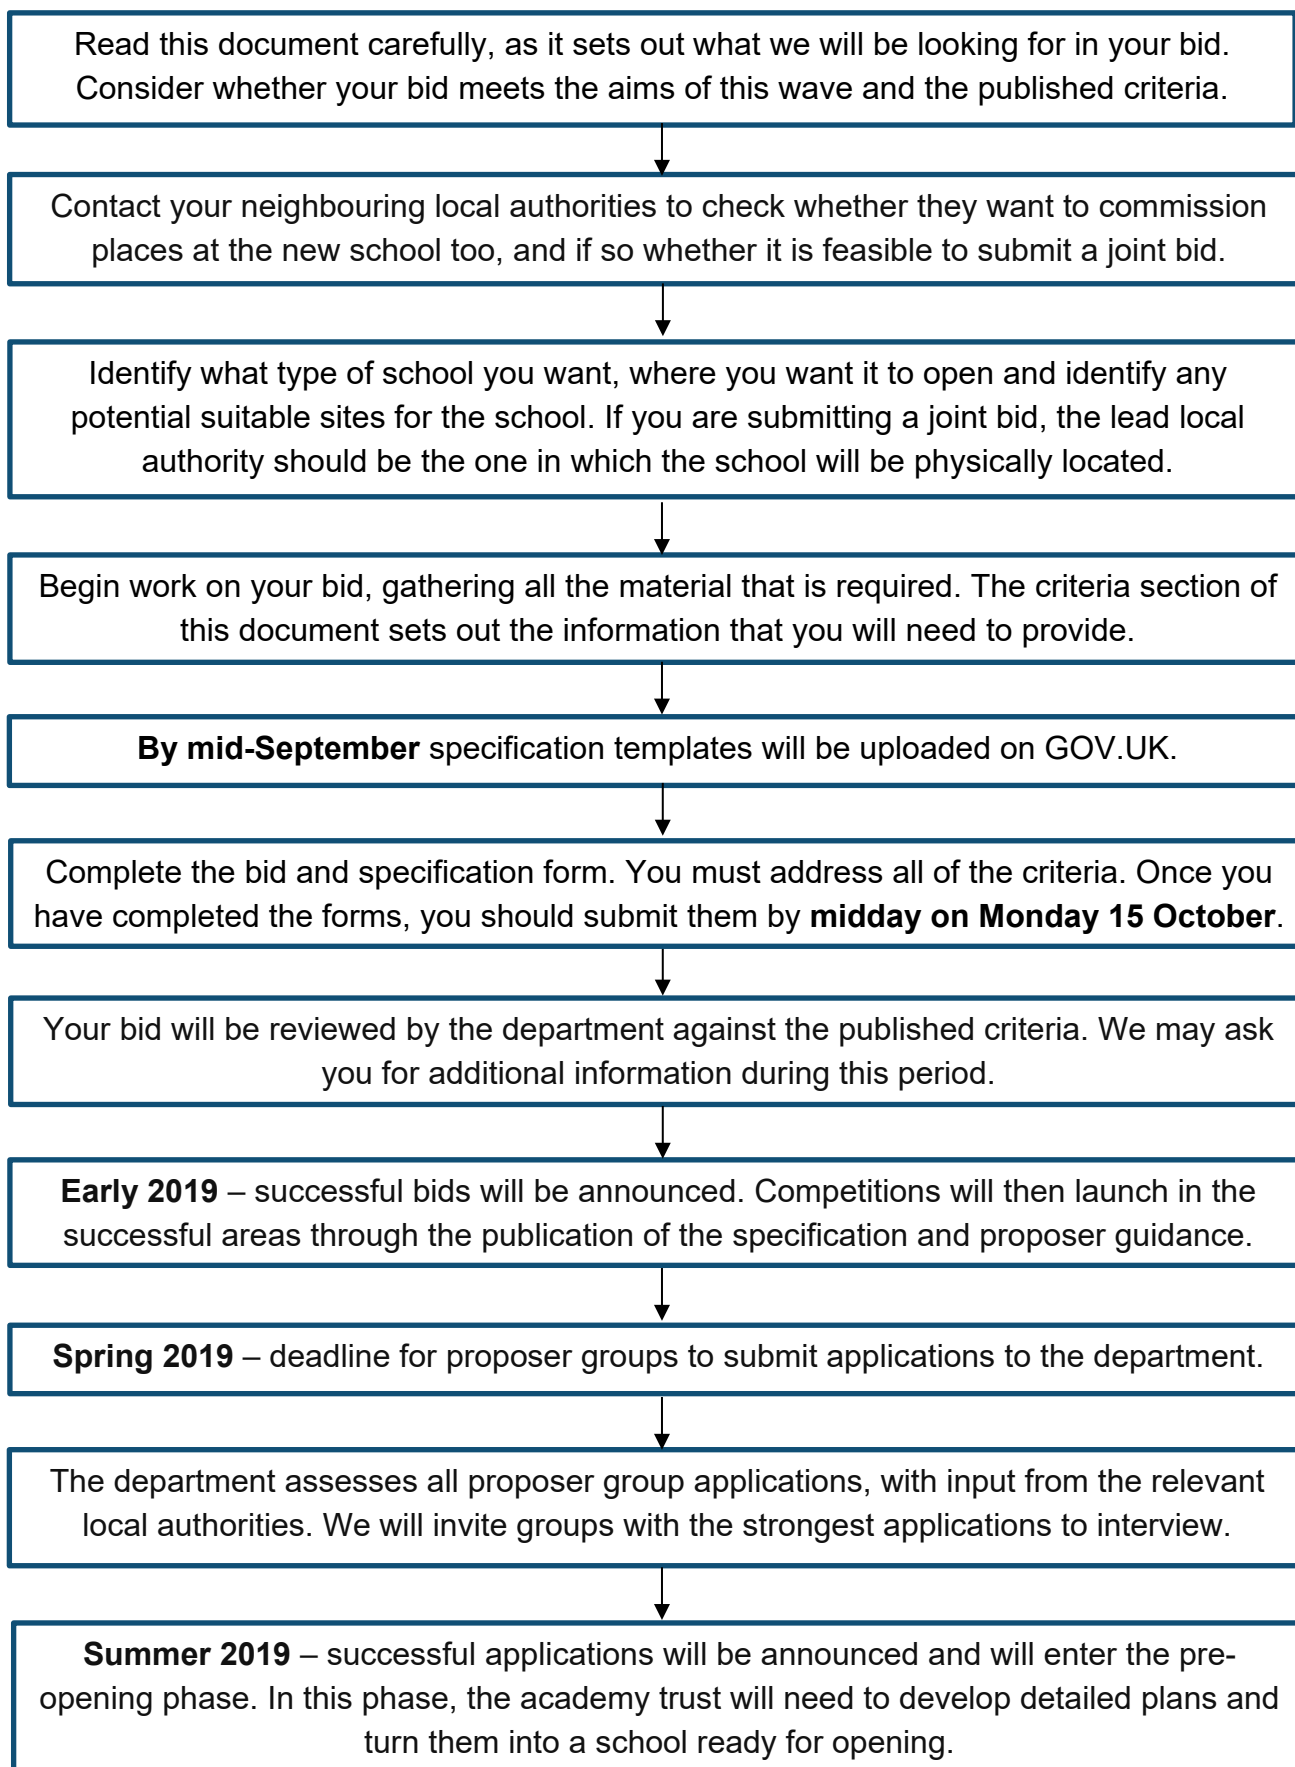 Read this document carefully, as it sets out what we will be looking for in your bid.
Consider whether your bid meets the aims of this wave and the published criteria.
Contact your neighbouring local authorities to check whether they want to commission
places at the new school too, and if so whether it is feasible to submit a joint bid.
Identify what type of school you want, where you want it to open and identify any
potential suitable sites for the school. If you are submitting a joint bid, the lead local
authority should be the one in which the school will be physically located.
Begin work on your bid, gathering all the material that is required. The criteria section of
this document sets out the information that you will need to provide.
By mid-September specification templates will be uploaded on GOV.UK.
Complete the bid and specification form. You must address all of the criteria. Once you
have completed the forms, you should submit them by midday on Monday 15 October.
Your bid will be reviewed by the department against the published criteria. We may ask
you for additional information during this period.
Early 2019 – successful bids will be announced. Competitions will then launch in the
successful areas through the publication of the specification and proposer guidance.
Spring 2019 – deadline for proposer groups to submit applications to the department.
The department assesses all proposer group applications, with input from the relevant
local authorities. We will invite groups with the strongest applications to interview.
Summer 2019 – successful applications will be announced and will enter the pre-
opening phase. In this phase, the academy trust will need to develop detailed plans and
turn them into a school ready for opening.